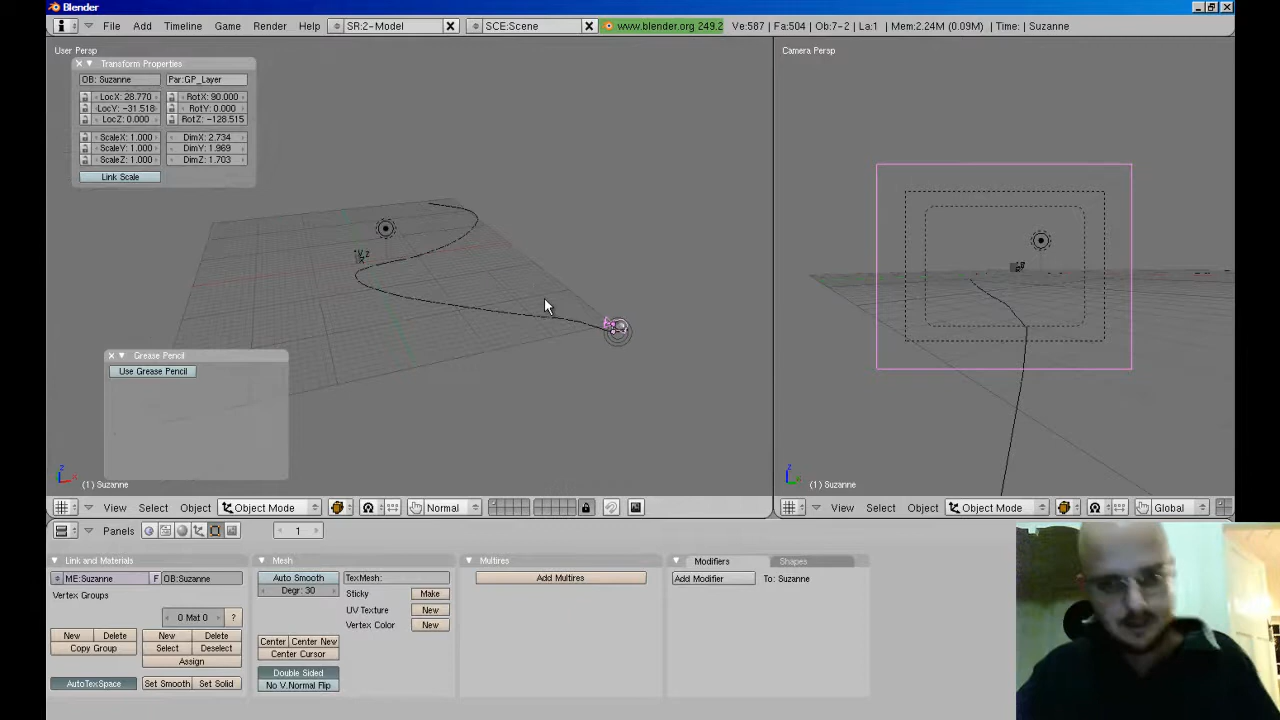 Blender
File Add Timeline Game Render Help SR:2-Model SCE:Scene www.blender.org 249.2 Ve:587 | Fa:504 | Ob:7-2 | La:1 | Mem:2.24M (0.09M) | Time: | Suzanne
User Persp
Camera Persp
Transform Properties
OB: Suzanne Par:GP_Layer
LocX: 28.770 RotX: 90.000
LocY: -31.518 RotY: 0.000
LocZ: 0.000 RotZ: -128.515
ScaleX: 1.000 DimX: 2.734
ScaleY: 1.000 DimY: 1.969
ScaleZ: 1.000 DimZ: 1.703
Link Scale
Grease Pencil
Use Grease Pencil
(1) Suzanne
(1) Suzanne
View Select Object Object Mode Normal
View Select Object Object Mode Global
Panels 1
Link and Materials
ME:Suzanne F OB:Suzanne
Vertex Groups
0 Mat 0 ?
New Delete New Delete
Copy Group Select Deselect
Assign
AutoTexSpace Set Smooth Set Solid
Mesh
Auto Smooth TexMesh:
Degr: 30 Sticky Make
UV Texture New
Vertex Color New
Center Center New
Center Cursor
Double Sided
No V.Normal Flip
Multires
Add Multires
Modifiers Shapes
Add Modifier To: Suzanne